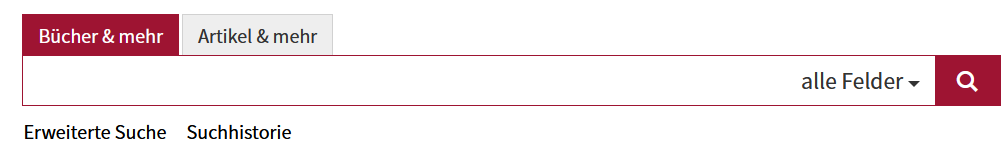 Bücher & mehr Artikel & mehr
alle Felder
Erweiterte Suche Suchhistorie